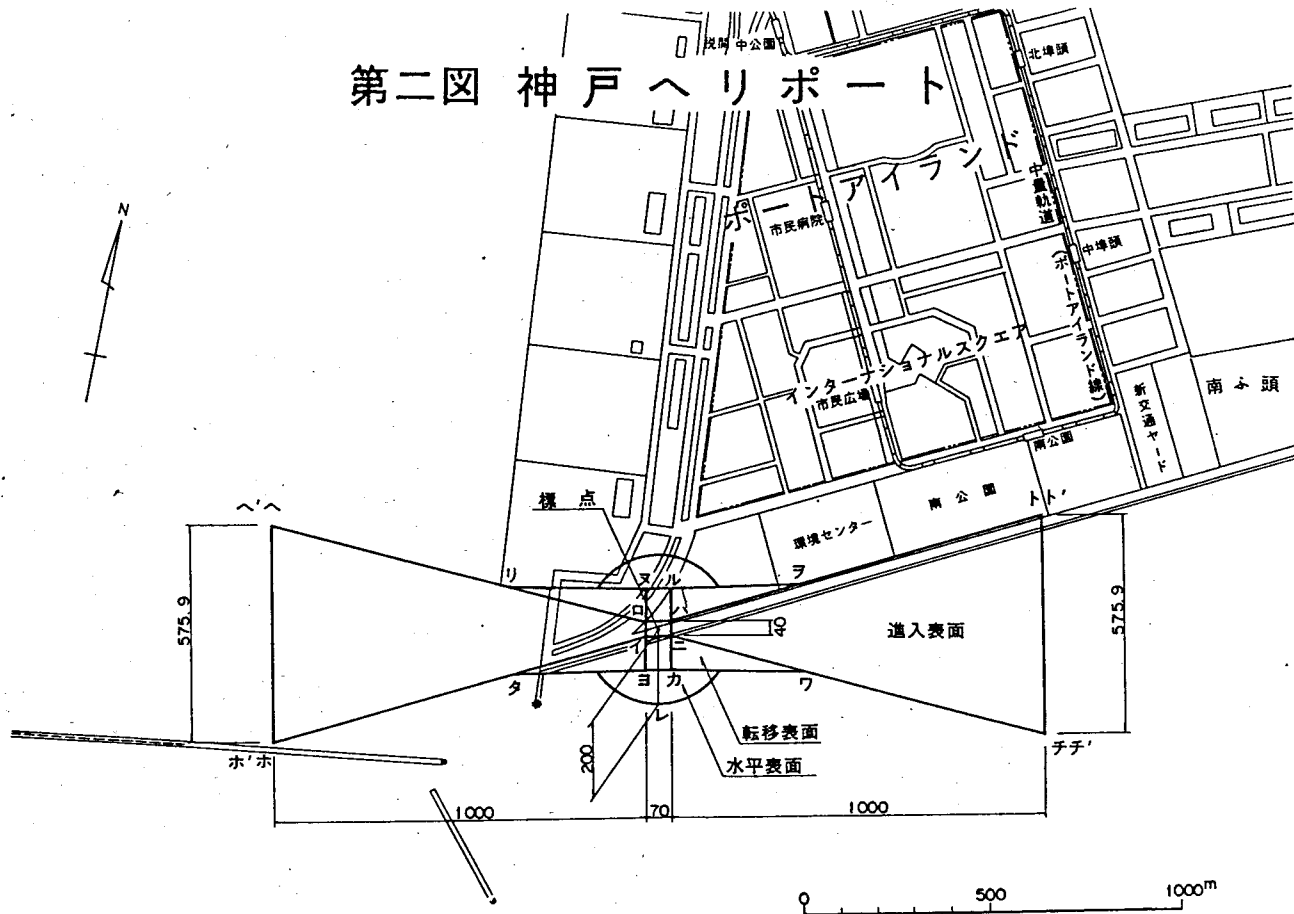 税関 中公園
北埠頭
第二図 神戸ヘリポート
ポートアイランド
中量軌道(ポートアイランド線)
市民病院
中埠頭
N
インターナショナルスクエア
市民広場
新交通ヤード
南ふ頭
南公園
標点
南公園
環境センター
ヘ'ヘ
トト'
リ
ヌ
ル
ヲ
ロ
ハ
イ
ニ
575.9
40
進入表面
575.9
タ
ヨ
カ
ワ
レ
転移表面
水平表面
200
ホ'ホ
チチ'
1000
70
1000
0
500
1000m